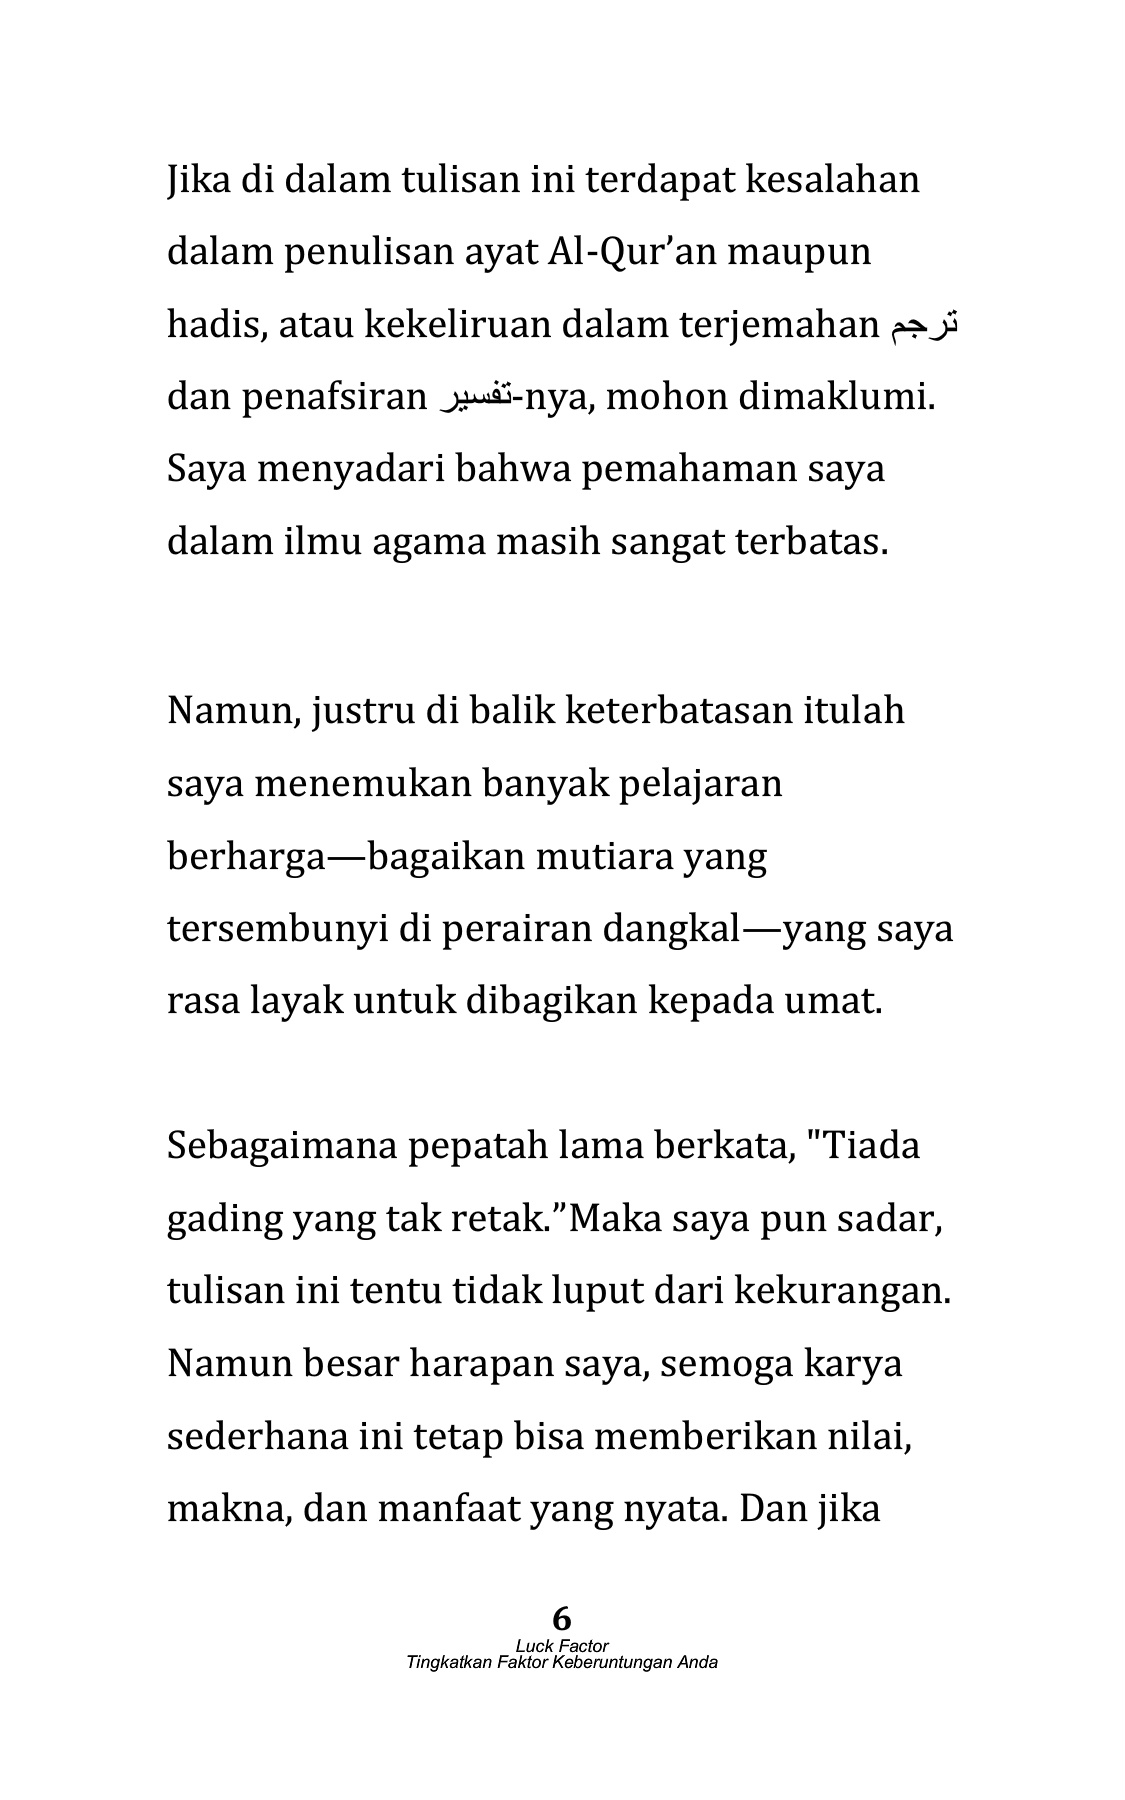 Jika di dalam tulisan ini terdapat kesalahan
dalam penulisan ayat Al-Qur’an maupun
hadis, atau kekeliruan dalam terjemahan ترجم
dan penafsiran تفسير-nya, mohon dimaklumi.
Saya menyadari bahwa pemahaman saya
dalam ilmu agama masih sangat terbatas.
Namun, justru di balik keterbatasan itulah
saya menemukan banyak pelajaran
berharga—bagaikan mutiara yang
tersembunyi di perairan dangkal—yang saya
rasa layak untuk dibagikan kepada umat.
Sebagaimana pepatah lama berkata, "Tiada
gading yang tak retak.”Maka saya pun sadar,
tulisan ini tentu tidak luput dari kekurangan.
Namun besar harapan saya, semoga karya
sederhana ini tetap bisa memberikan nilai,
makna, dan manfaat yang nyata. Dan jika
6
Luck Factor
Tingkatkan Faktor Keberuntungan Anda